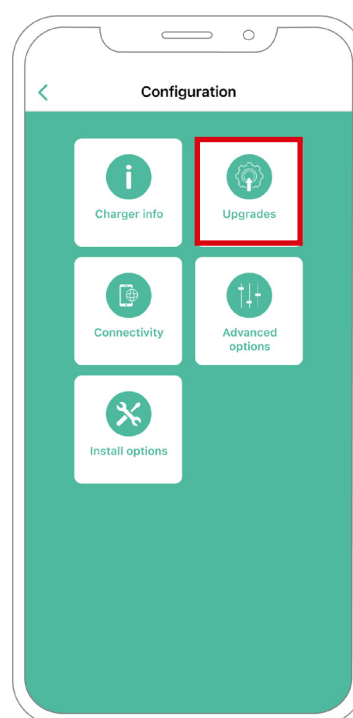 Configuration
Charger info
Upgrades
Connectivity
Advanced
options
Install options